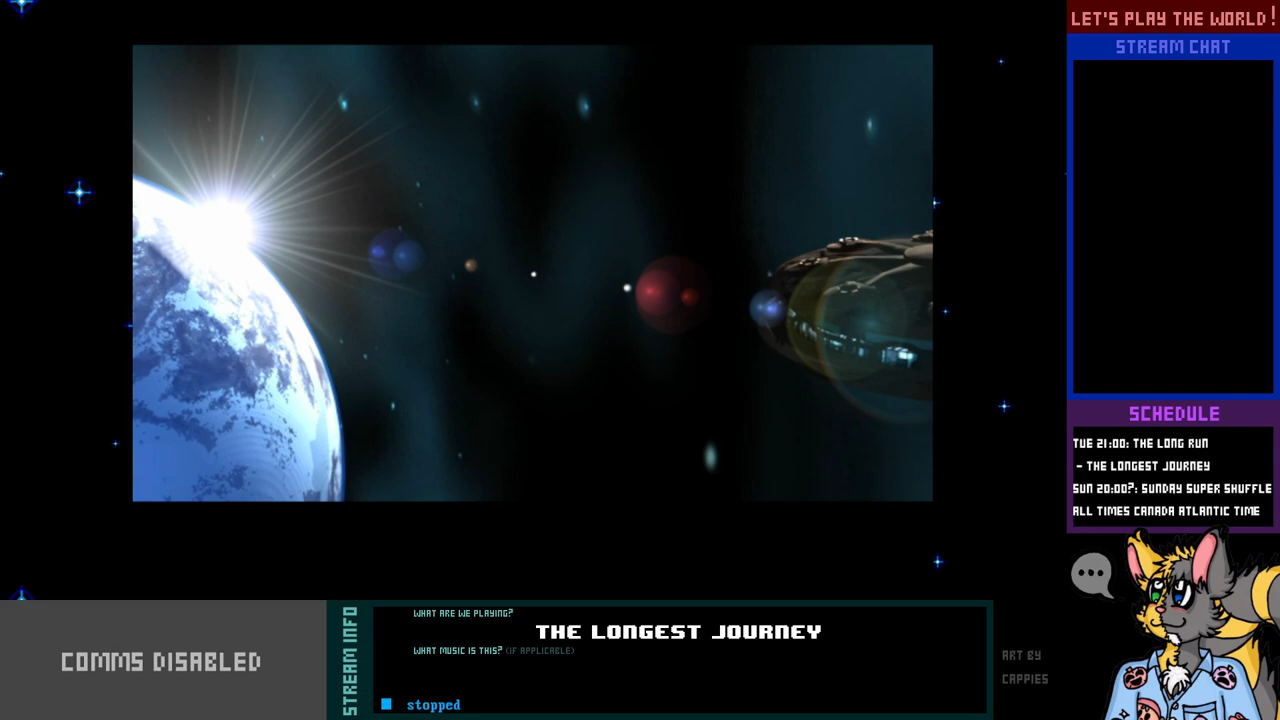 LET'S PLAY THE WORLD!
STREAM CHAT
SCHEDULE
TUE 21:00: THE LONG RUN
- THE LONGEST JOURNEY
SUN 20:00?: SUNDAY SUPER SHUFFLE
ALL TIMES CANADA ATLANTIC TIME
COMMS DISABLED
STREAM INFO
WHAT ARE WE PLAYING?
THE LONGEST JOURNEY
WHAT MUSIC IS THIS? (IF APPLICABLE)
stopped
ART BY
CAPPIES